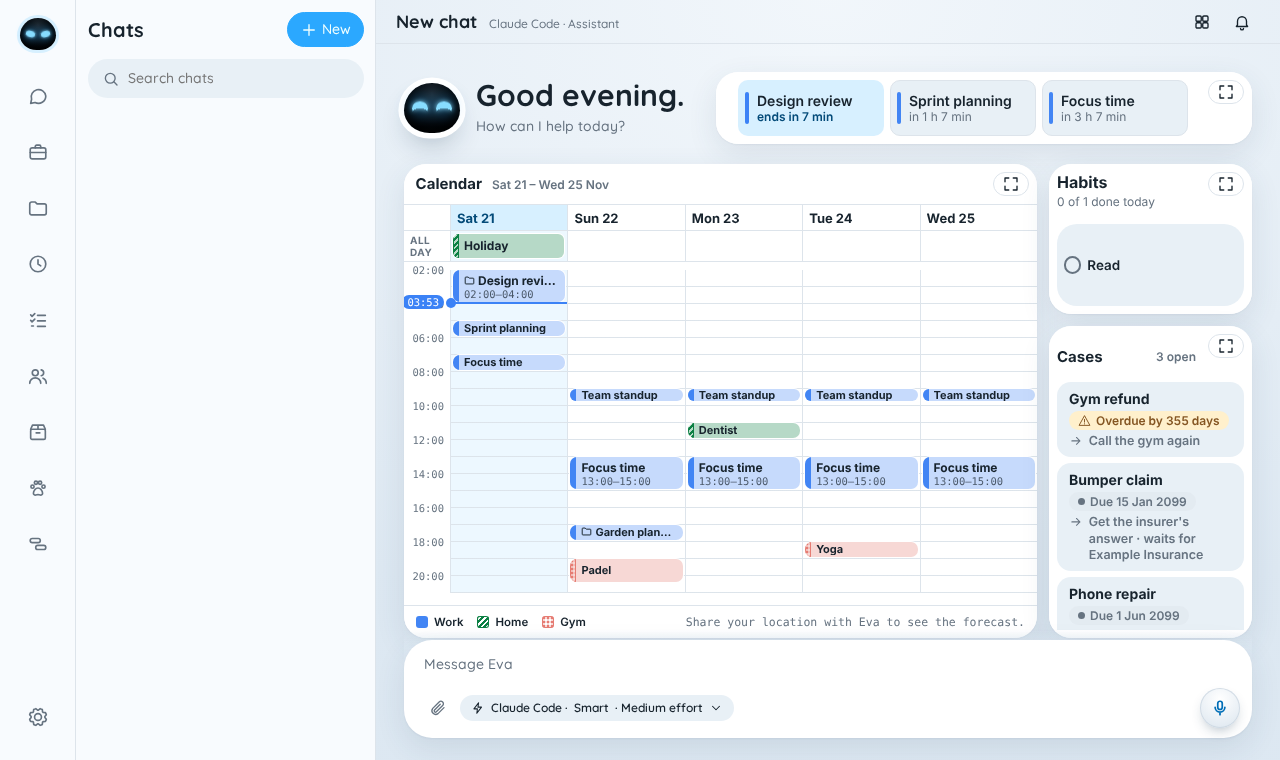 Chats
New
Search chats
New chat
Claude Code · Assistant
Good evening.
How can I help today?
Design review
ends in 7 min
Sprint planning
in 1 h 7 min
Focus time
in 3 h 7 min
Calendar
Sat 21 – Wed 25 Nov
Sat 21
Sun 22
Mon 23
Tue 24
Wed 25
ALL
DAY
Holiday
02:00
Design revi…
02:00–04:00
03:53
Sprint planning
06:00
Focus time
08:00
Team standup
Team standup
Team standup
Team standup
10:00
Dentist
12:00
Focus time
13:00–15:00
Focus time
13:00–15:00
Focus time
13:00–15:00
Focus time
13:00–15:00
14:00
16:00
Garden plan…
18:00
Yoga
Padel
20:00
Work
Home
Gym
Share your location with Eva to see the forecast.
Habits
0 of 1 done today
Read
Cases
3 open
Gym refund
Overdue by 355 days
→ Call the gym again
Bumper claim
Due 15 Jan 2099
→ Get the insurer's
answer · waits for
Example Insurance
Phone repair
Due 1 Jun 2099
Message Eva
Claude Code · Smart · Medium effort